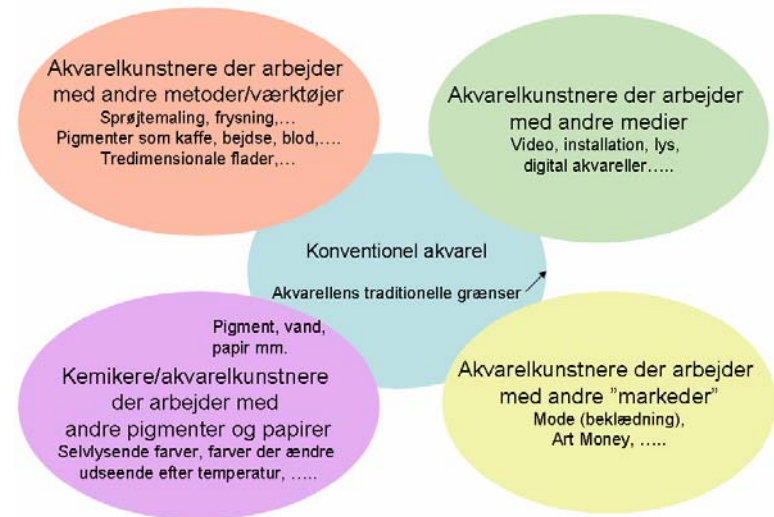 Akvarelkunstnere der arbejder
med andre metoder/værktøjer
Sprøjtemaling, frysning,…
Pigmenter som kaffe, bejdse, blod,….
Tredimensionale flader,…
Akvarelkunstnere der arbejder
med andre medier
Video, installation, lys,
digital akvareller…..
Konventionel akvarel
Akvarellens traditionelle grænser
Pigment, vand,
papir mm.
Kemikere/akvarelkunstnere
der arbejder med
andre pigmenter og papirer
Selvlysende farver, farver der ændre
udseende efter temperatur, …..
Akvarelkunstnere der arbejder
med andre ”markeder”
Mode (beklædning),
Art Money, …..